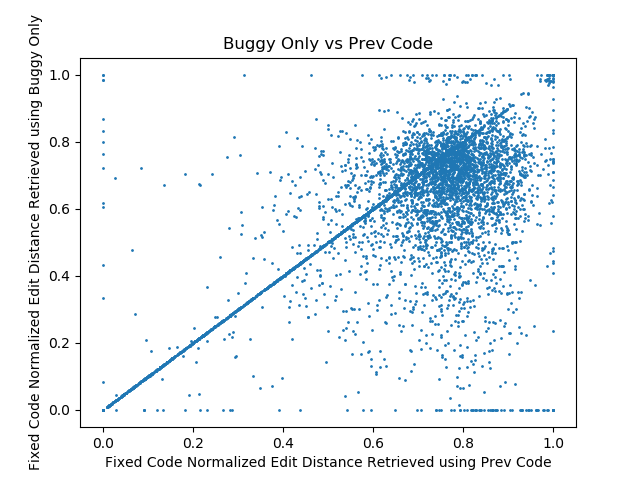 Buggy Only vs Prev Code
Fixed Code Normalized Edit Distance Retrieved using Buggy Only
1.0
0.8
0.6
0.4
0.2
0.0
0.0 0.2 0.4 0.6 0.8 1.0
Fixed Code Normalized Edit Distance Retrieved using Prev Code